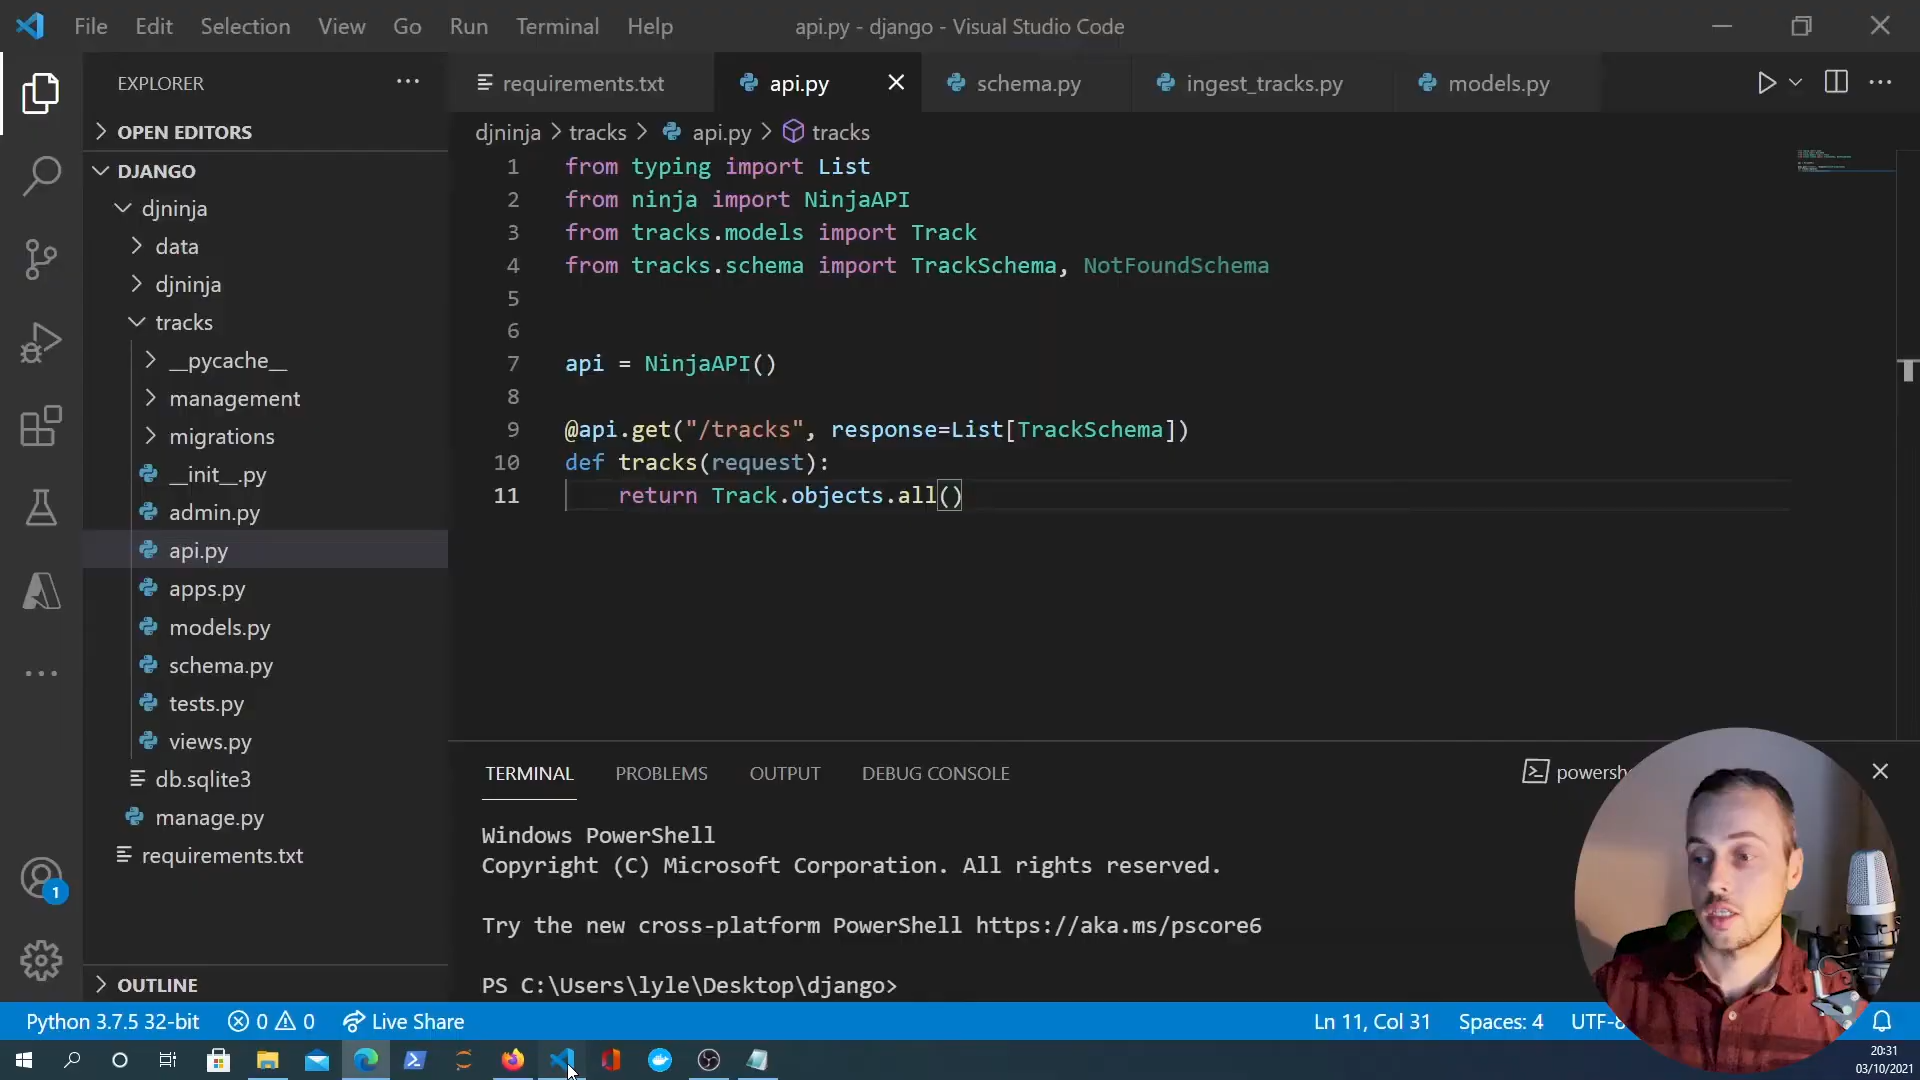 File Edit Selection View Go Run Terminal Help api.py - django - Visual Studio Code
EXPLORER
requirements.txt api.py schema.py ingest_tracks.py models.py
OPEN EDITORS
DJANGO
djninja
data
djninja
tracks
__pycache__
management
migrations
__init__.py
admin.py
api.py
apps.py
models.py
schema.py
tests.py
views.py
db.sqlite3
manage.py
requirements.txt
OUTLINE
djninja > tracks > api.py > tracks
1 from typing import List
2 from ninja import NinjaAPI
3 from tracks.models import Track
4 from tracks.schema import TrackSchema, NotFoundSchema
5
6
7 api = NinjaAPI()
8
9 @api.get("/tracks", response=List[TrackSchema])
10 def tracks(request):
11     return Track.objects.all()
TERMINAL PROBLEMS OUTPUT DEBUG CONSOLE
Windows PowerShell
Copyright (C) Microsoft Corporation. All rights reserved.
Try the new cross-platform PowerShell https://aka.ms/pscore6
PS C:\Users\lyle\Desktop\django>
1
Python 3.7.5 32-bit 0 0 Live Share Ln 11, Col 31 Spaces: 4
20:31
03/10/2021